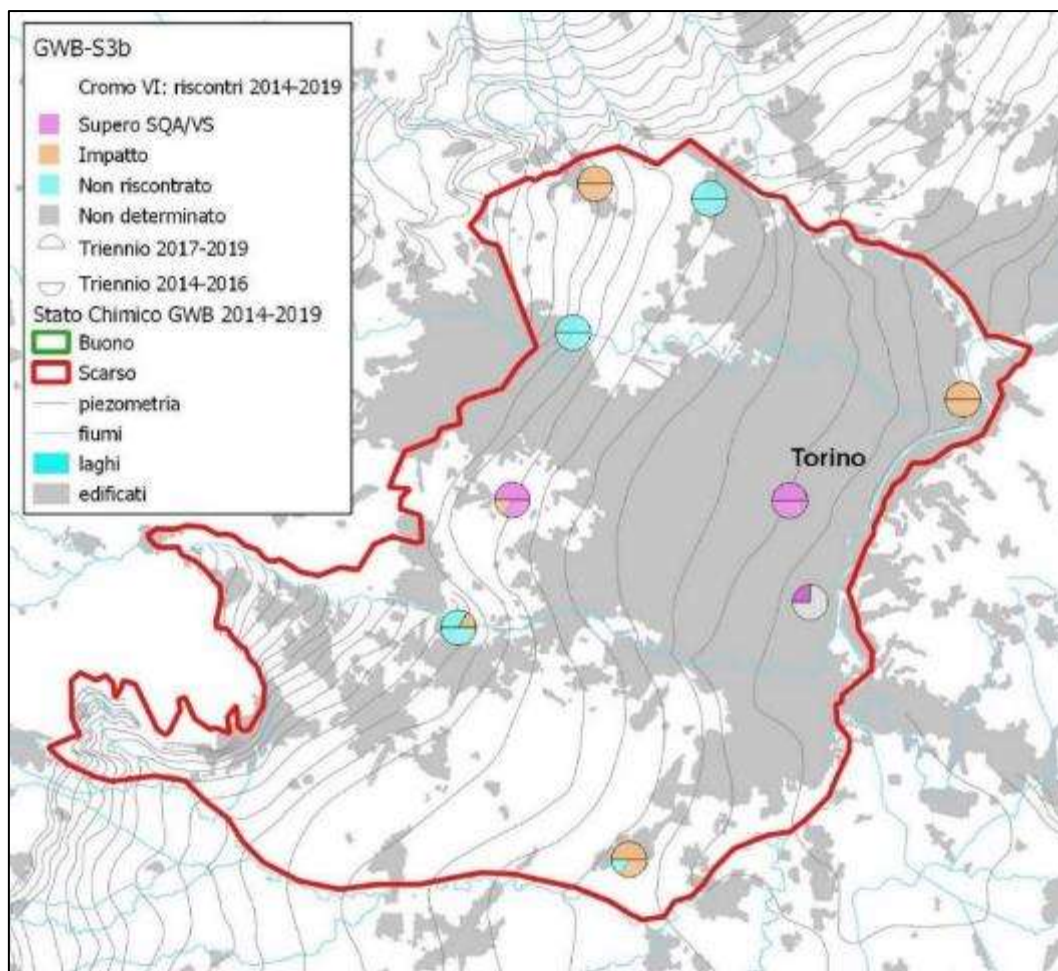 GWB-S3b
Cromo VI: riscontri 2014-2019
Supero SQA/VS
Impatto
Non riscontrato
Non determinato
Triennio 2017-2019
Triennio 2014-2016
Stato Chimico GWB 2014-2019
Buono
Scarso
piezometria
fiumi
laghi
edificati
Torino